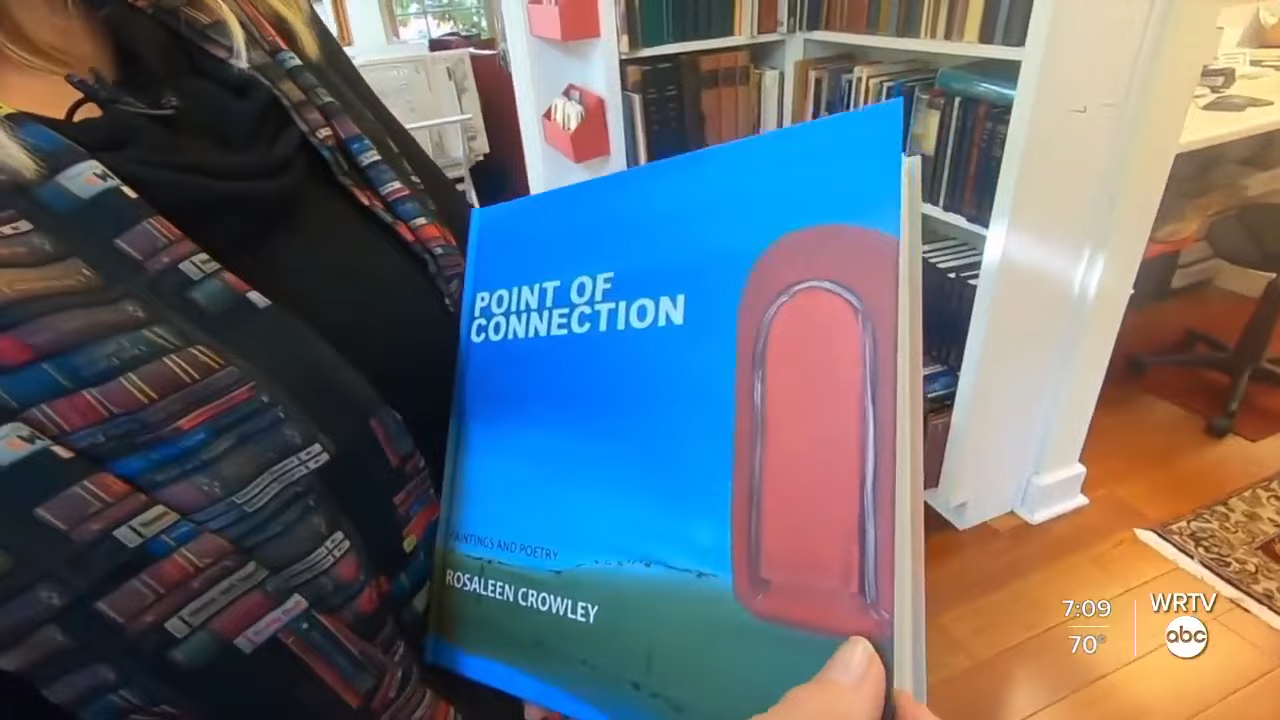 POINT OF
CONNECTION
PAINTINGS AND POETRY
ROSALEEN CROWLEY
7:09
70°
WRTV
abc